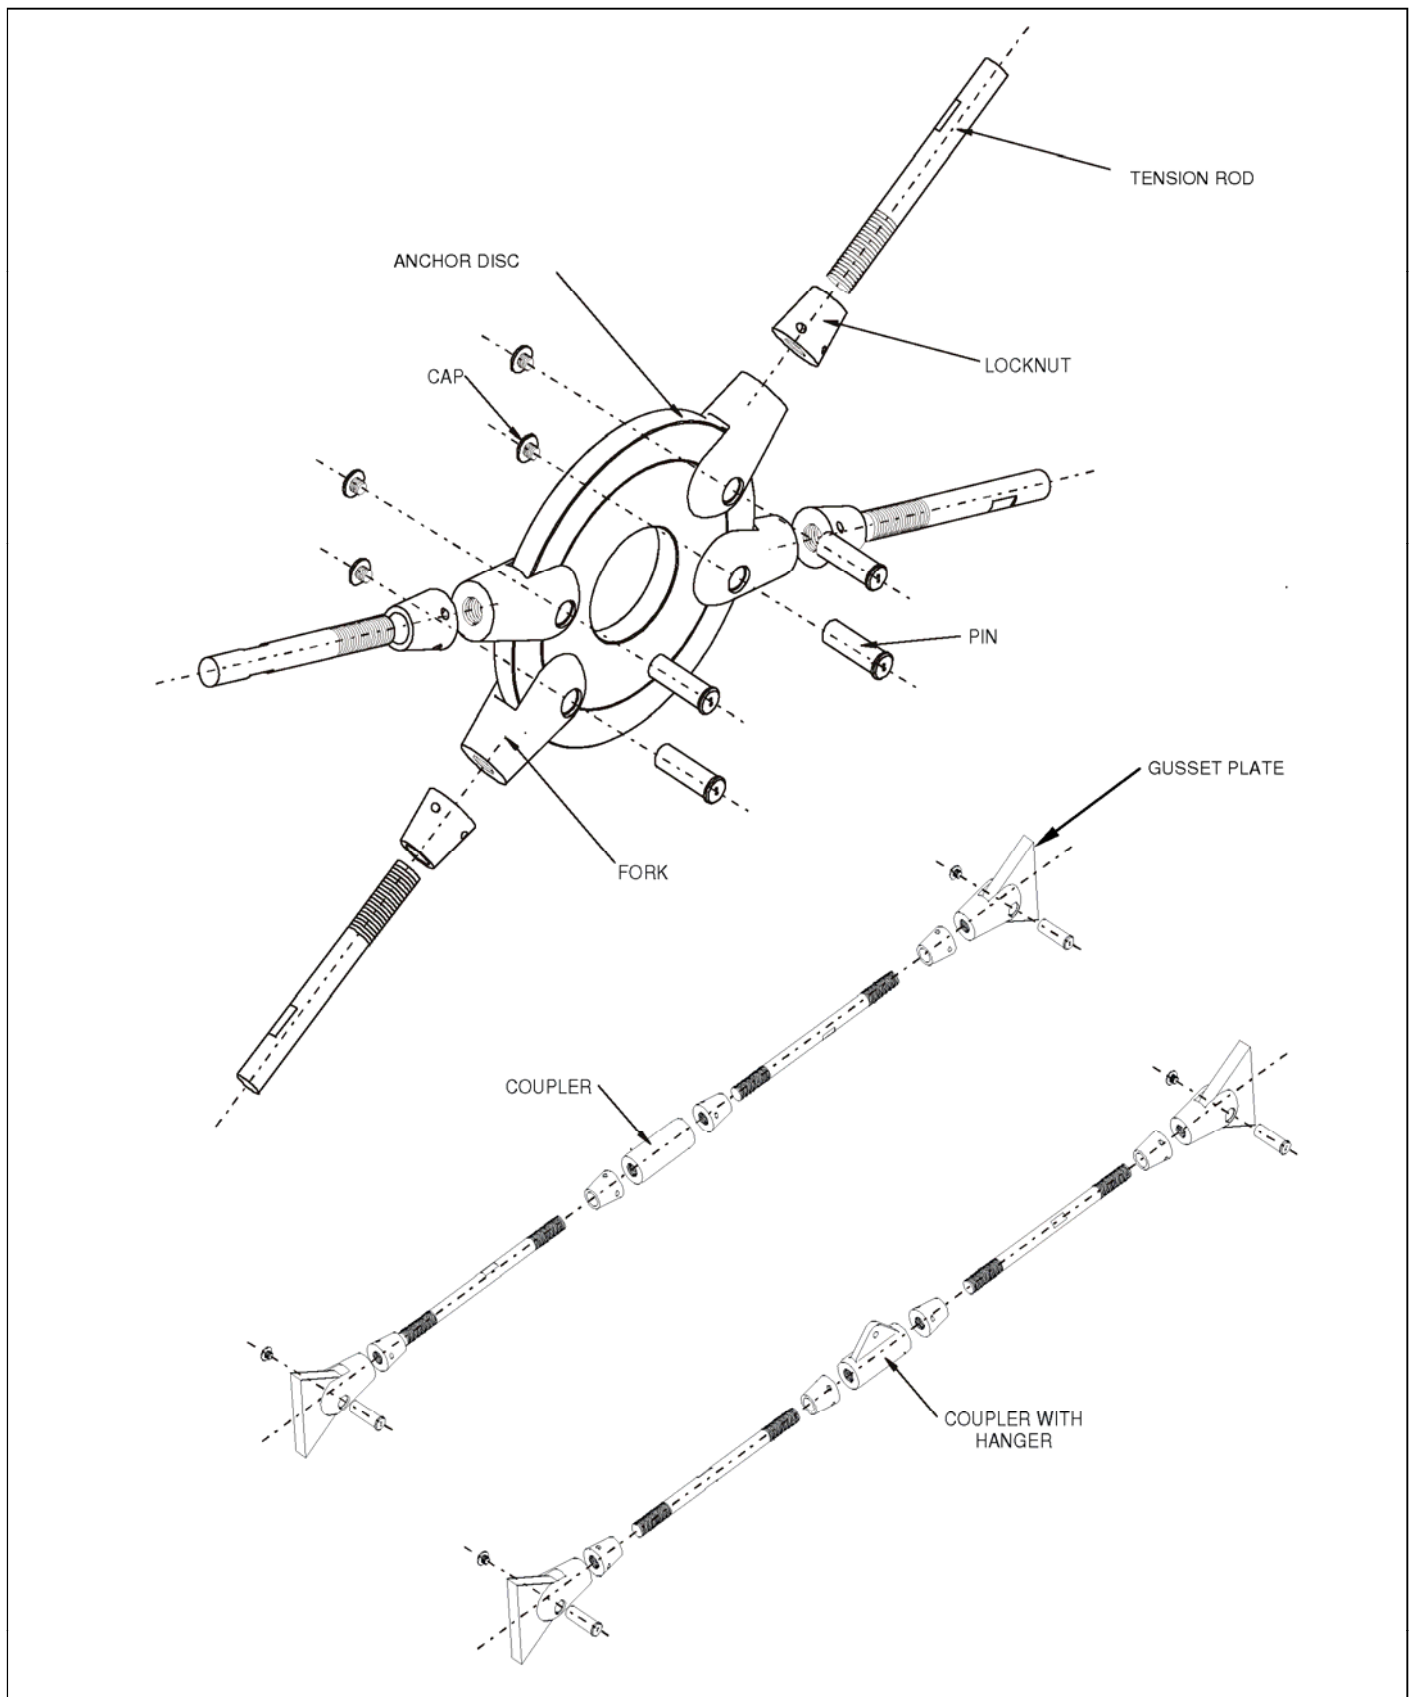 TENSION ROD
ANCHOR DISC
LOCKNUT
CAP
PIN
GUSSET PLATE
FORK
COUPLER
COUPLER WITH
HANGER